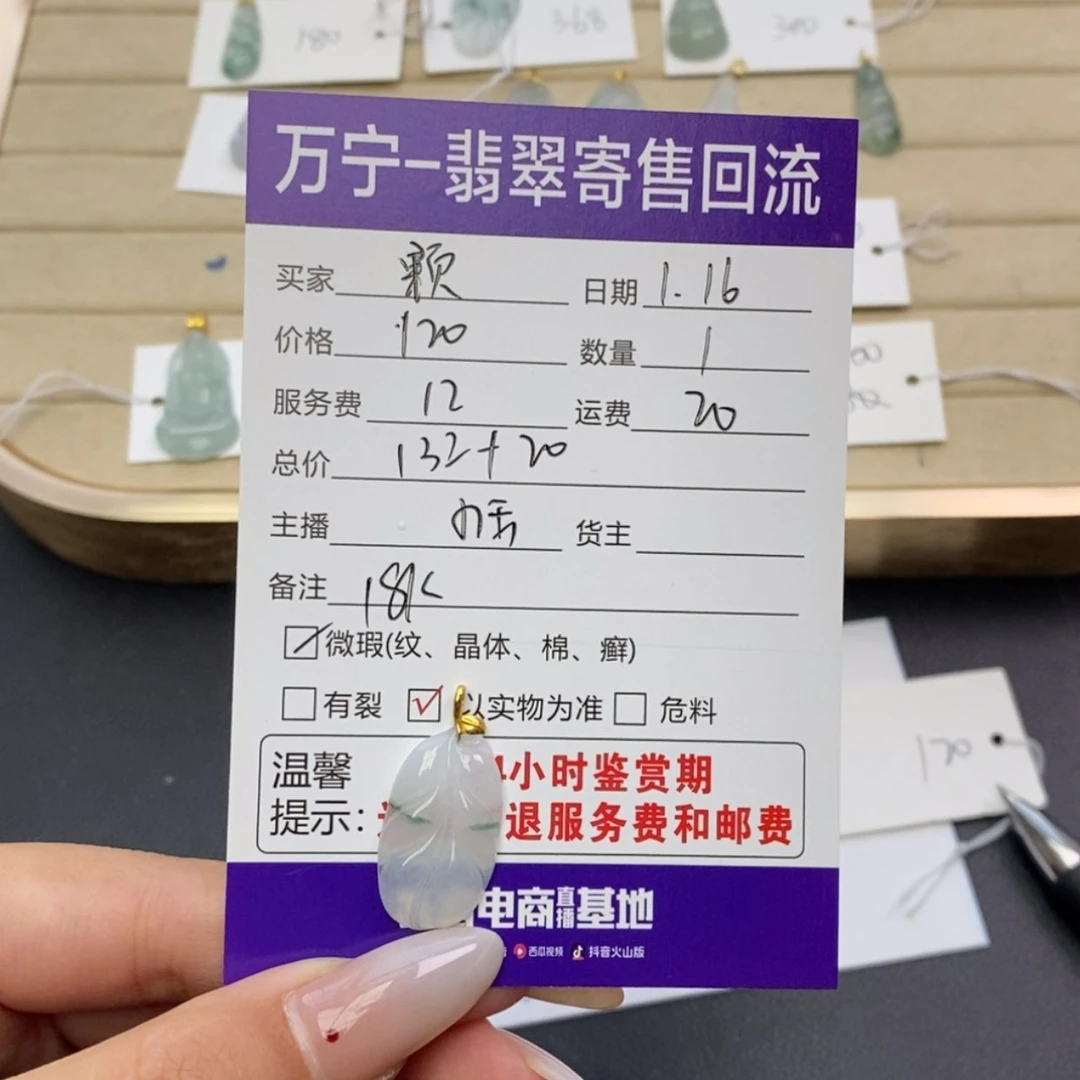 180
368
380
万宁–翡翠寄售回流
买家 颗 日期 1.16
价格 120 数量 1
服务费 12 运费 20
总价 132+20
主播 货主
备注 18K
微瑕(纹、晶体、棉、癣)
有裂 以实物为准 危料
温馨 小时鉴赏期
提示: 退服务费和邮费
电商直播基地
西瓜视频 抖音火山版
120